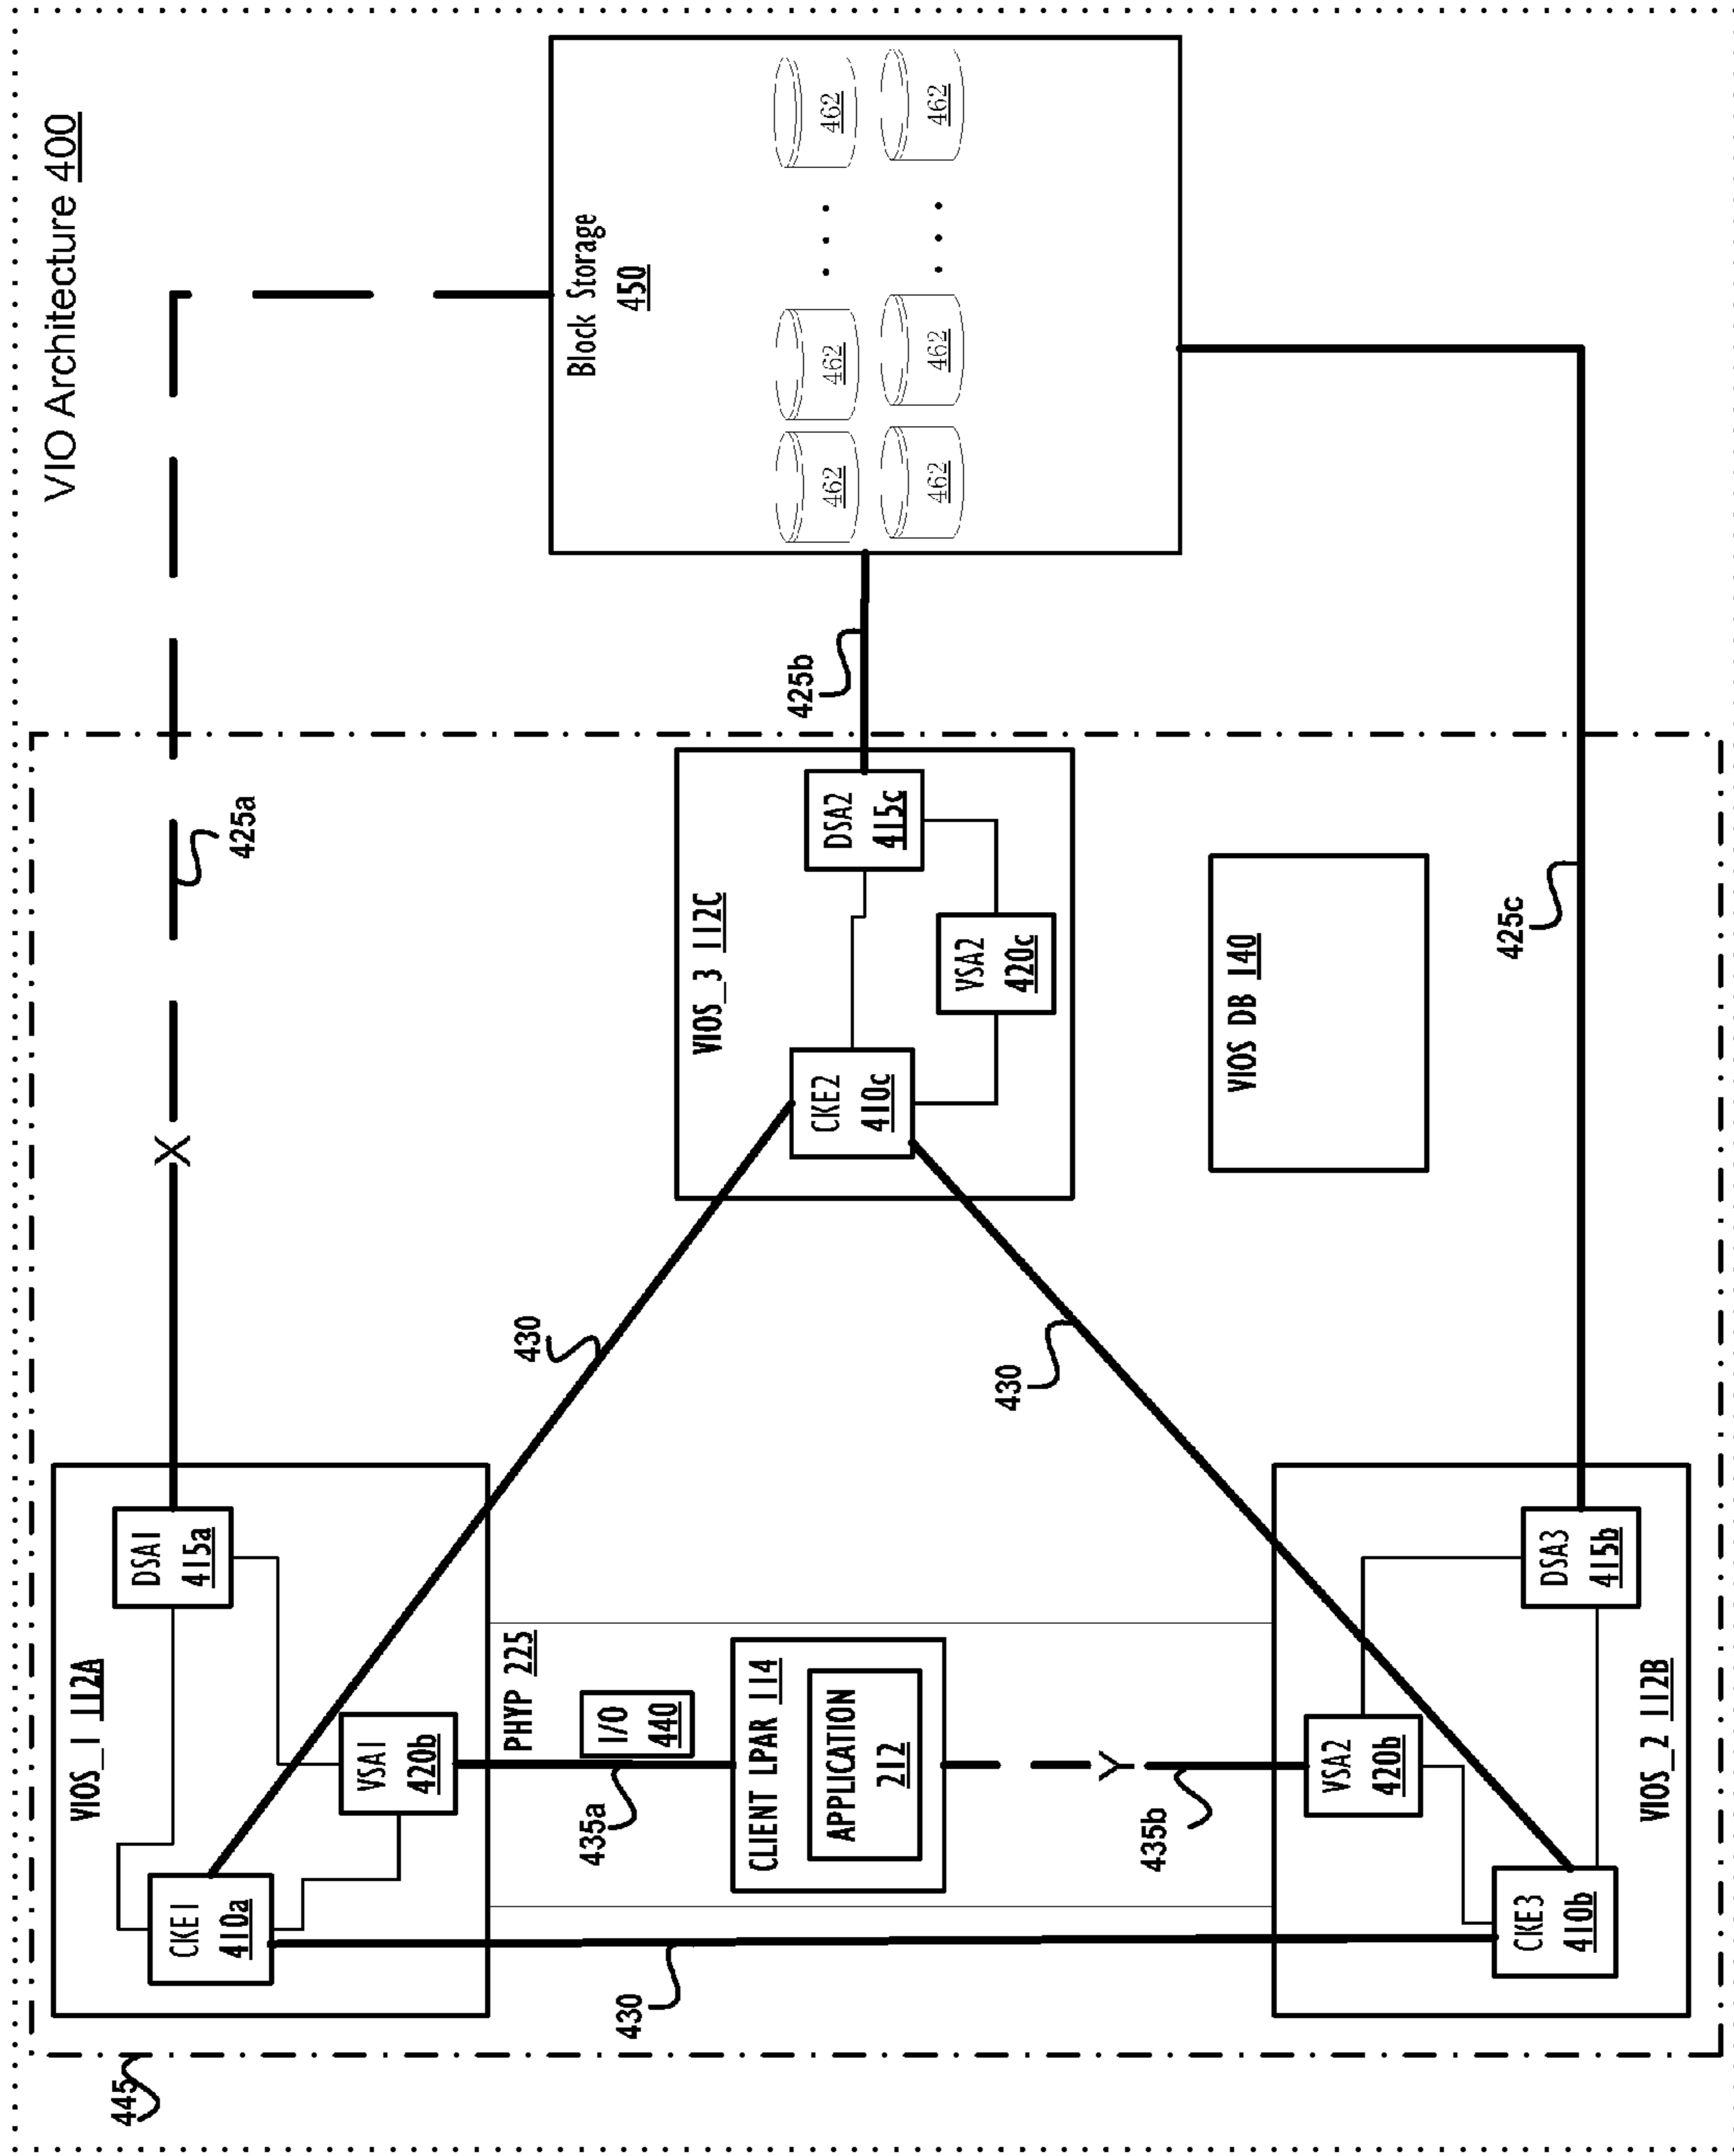 VIO Architecture 400
445
VIOS_1 112A
CKE1
410a
DSA1
415a
VSA1
420b
X
425a
430
PHYP 225
I/O
440
435a
CLIENT LPAR 114
APPLICATION
212
430
430
435b
Y
VIOS_3 112C
CKE2
410c
DSA2
415c
VSA2
420c
425b
Block Storage
450
462
462
462
462
462
462
VIOS DB 140
425c
VSA2
420b
DSA3
415b
CKE3
410b
VIOS_2 112B